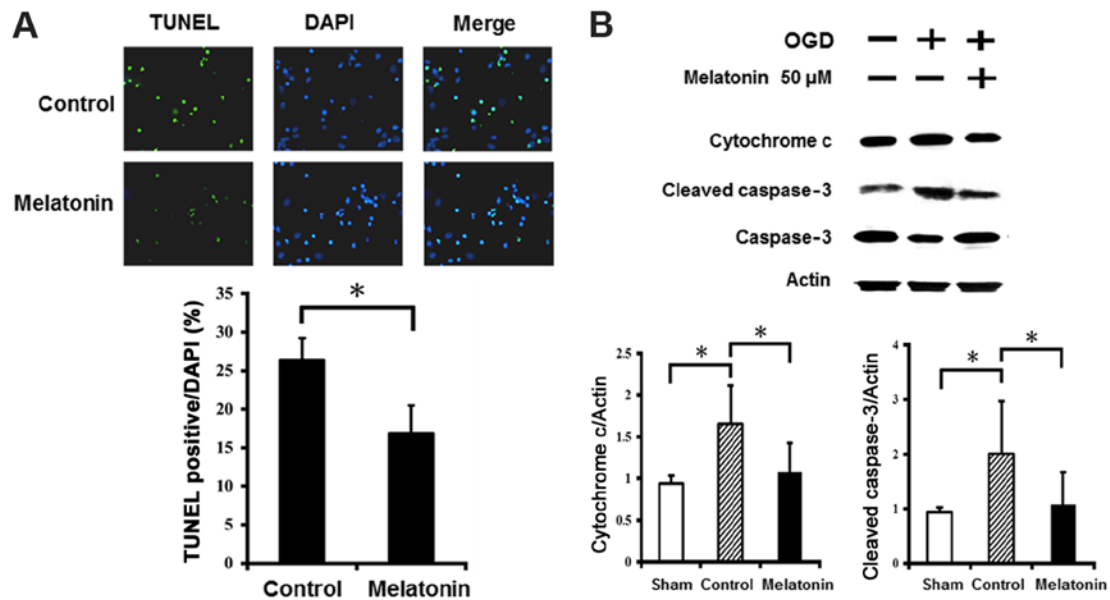 A
TUNEL DAPI Merge
Control
Melatonin
TUNEL positive/DAPI (%)
35
30
25
20
15
10
5
0
*
Control Melatonin
B
OGD − + +
Melatonin 50 μM − − +
Cytochrome c
Cleaved caspase-3
Caspase-3
Actin
Cytochrome c/Actin
2.5
2
1.5
1
0.5
0
* *
Sham Control Melatonin
Cleaved caspase-3/Actin
4
3
2
1
0
* *
Sham Control Melatonin